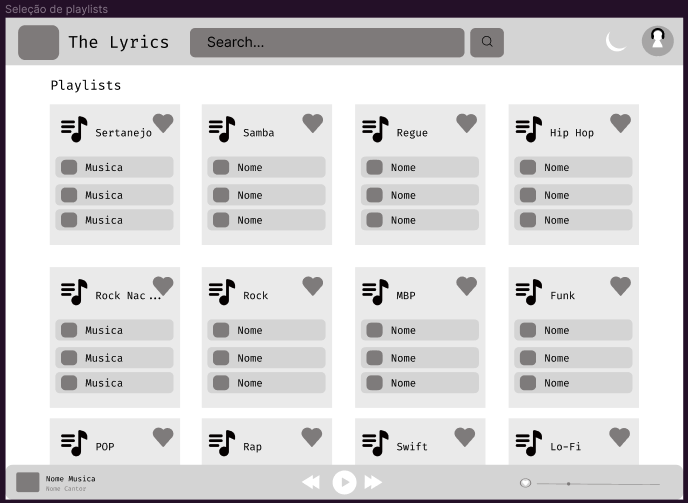 Seleção de playlists
The Lyrics
Search...
Playlists
Sertanejo
Samba
Regue
Hip Hop
Musica
Nome
Nome
Nome
Musica
Nome
Nome
Nome
Musica
Nome
Nome
Nome
Rock Nac...
Rock
MBP
Funk
Musica
Nome
Nome
Nome
Musica
Nome
Nome
Nome
Musica
Nome
Nome
Nome
POP
Rap
Swift
Lo-Fi
Nome Musica
Nome Cantor